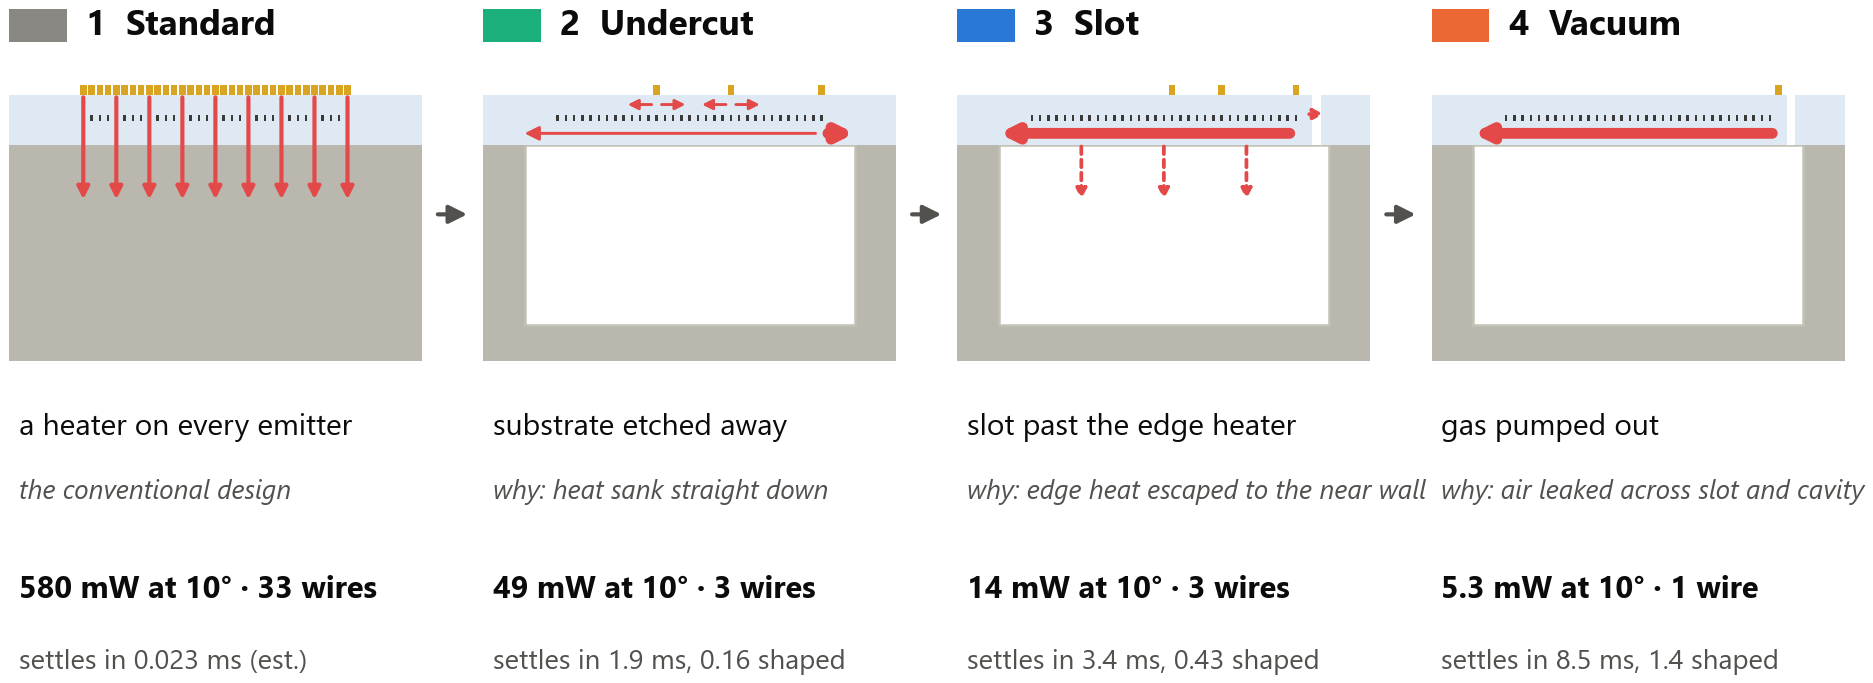 1 Standard
2 Undercut
3 Slot
4 Vacuum
a heater on every emitter
substrate etched away
slot past the edge heater
gas pumped out
the conventional design
why: heat sank straight down
why: edge heat escaped to the near wall
why: air leaked across slot and cavity
580 mW at 10° · 33 wires
49 mW at 10° · 3 wires
14 mW at 10° · 3 wires
5.3 mW at 10° · 1 wire
settles in 0.023 ms (est.)
settles in 1.9 ms, 0.16 shaped
settles in 3.4 ms, 0.43 shaped
settles in 8.5 ms, 1.4 shaped